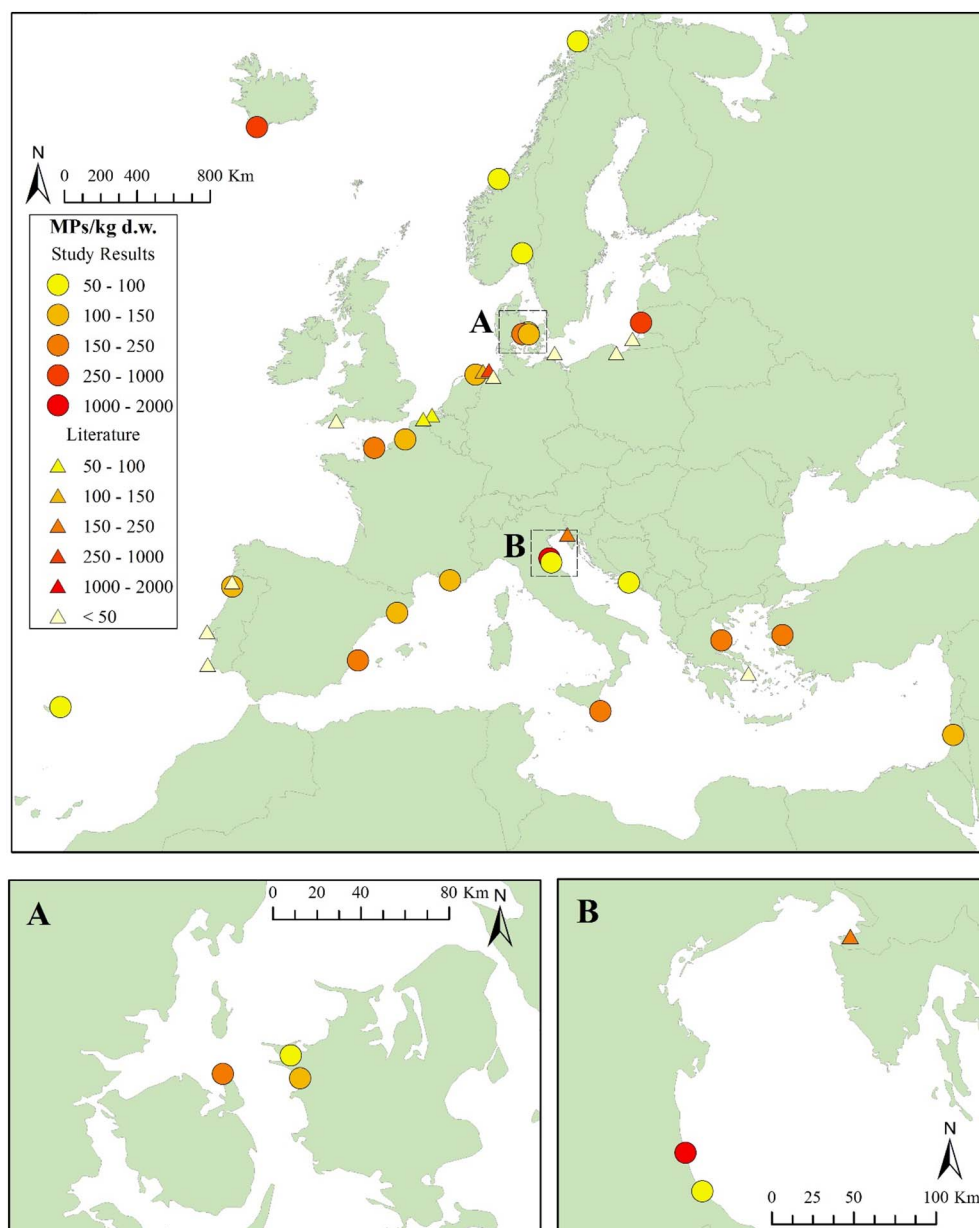 N
0 200 400 800 Km
MPs/kg d.w.
Study Results
50 - 100
100 - 150
150 - 250
250 - 1000
1000 - 2000
Literature
50 - 100
100 - 150
150 - 250
250 - 1000
1000 - 2000
< 50
A
B
A
0 20 40 80 Km
N
B
N
0 25 50 100 Km